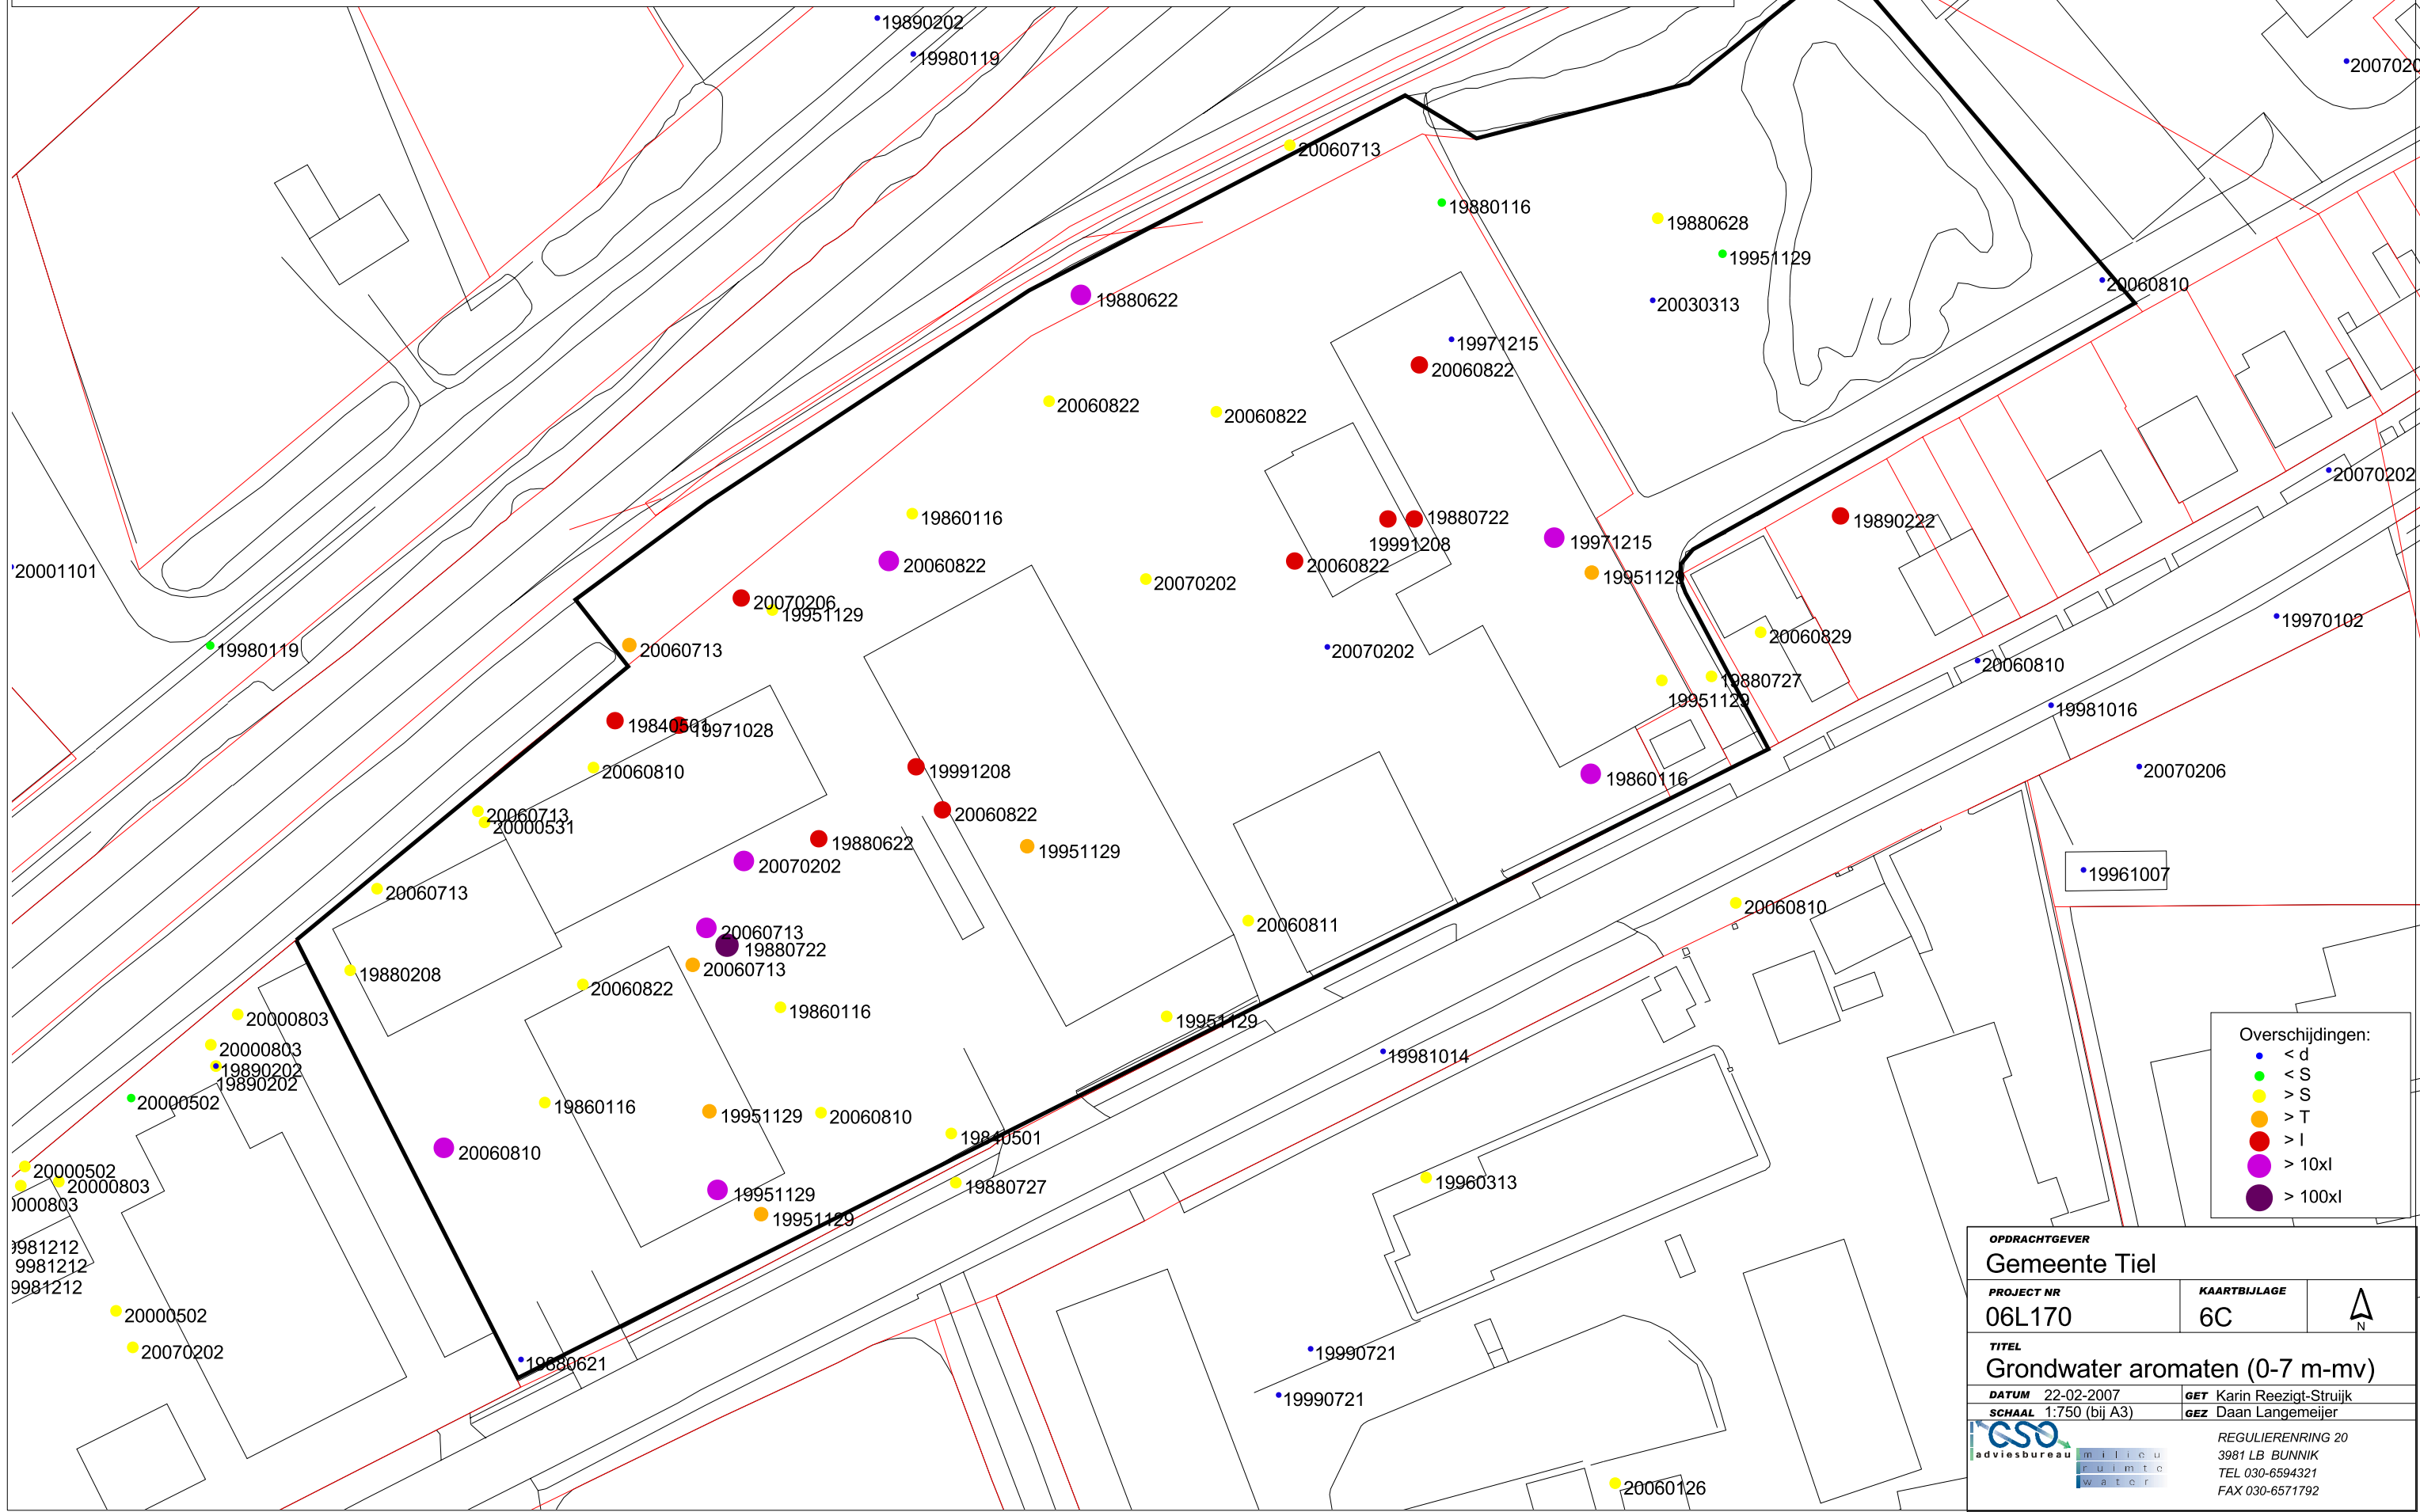 19890202
19980119
20060713
19880116
19880628
19951129
20060810
20030313
19880622
19971215
20060822
20060822
20060822
20070202
19860116
19880722
19991208
19890222
20060822
20060822
19971215
19951129
20001101
20070202
20070206
19951129
19970102
20060829
19980119
20060713
20070202
20060810
19880727
19951129
19981016
19840501
19971028
20060810
19991208
19860116
20070206
20060713
20000531
20060822
19880622
19951129
20070202
19961007
20060713
20060810
20060811
20060713
19880722
20060713
19880208
20060822
19860116
20000803
19951129
20000803
19981014
19890202
19890202
20000502
19860116
19951129
20060810
19840501
20060810
20000502
20000803
19960313
19880727
19951129
19951129
20000502
20070202
19880621
19990721
19990721
20060126
Overschijdingen:
< d
< S
> S
> T
> I
> 10xI
> 100xI
OPDRACHTGEVER
Gemeente Tiel
PROJECT NR
KAARTBIJLAGE
06L170
6C
N
TITEL
Grondwater aromaten (0-7 m-mv)
DATUM 22-02-2007
GET Karin Reezigt-Struijk
SCHAAL 1:750 (bij A3)
GEZ Daan Langemeijer
CSO
adviesbureau
milieu
ruimte
water
REGULIERENRING 20
3981 LB BUNNIK
TEL 030-6594321
FAX 030-6571792